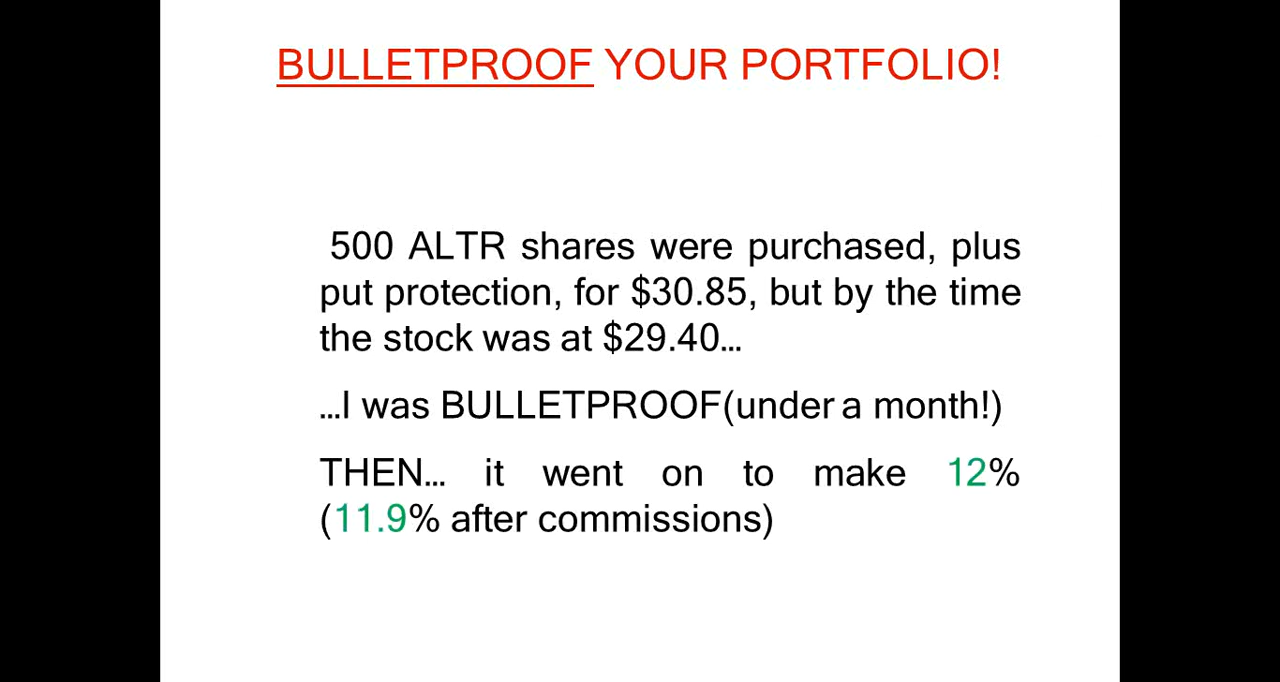 BULLETPROOF YOUR PORTFOLIO!
500 ALTR shares were purchased, plus
put protection, for $30.85, but by the time
the stock was at $29.40...
...I was BULLETPROOF(under a month!)
THEN... it went on to make 12%
(11.9% after commissions)